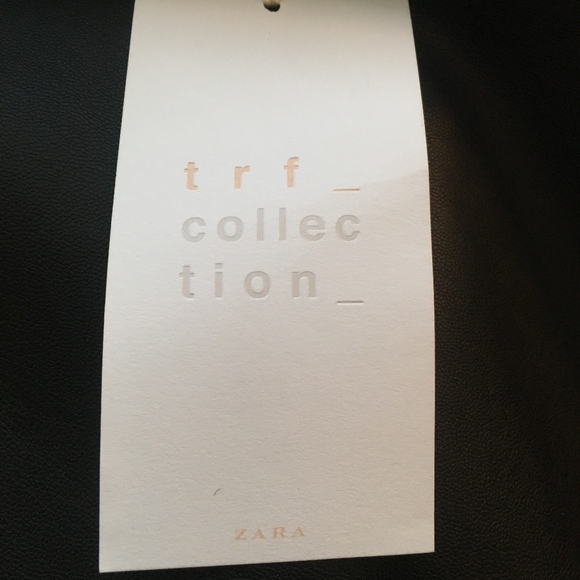 trf_
collec
tion_
ZARA